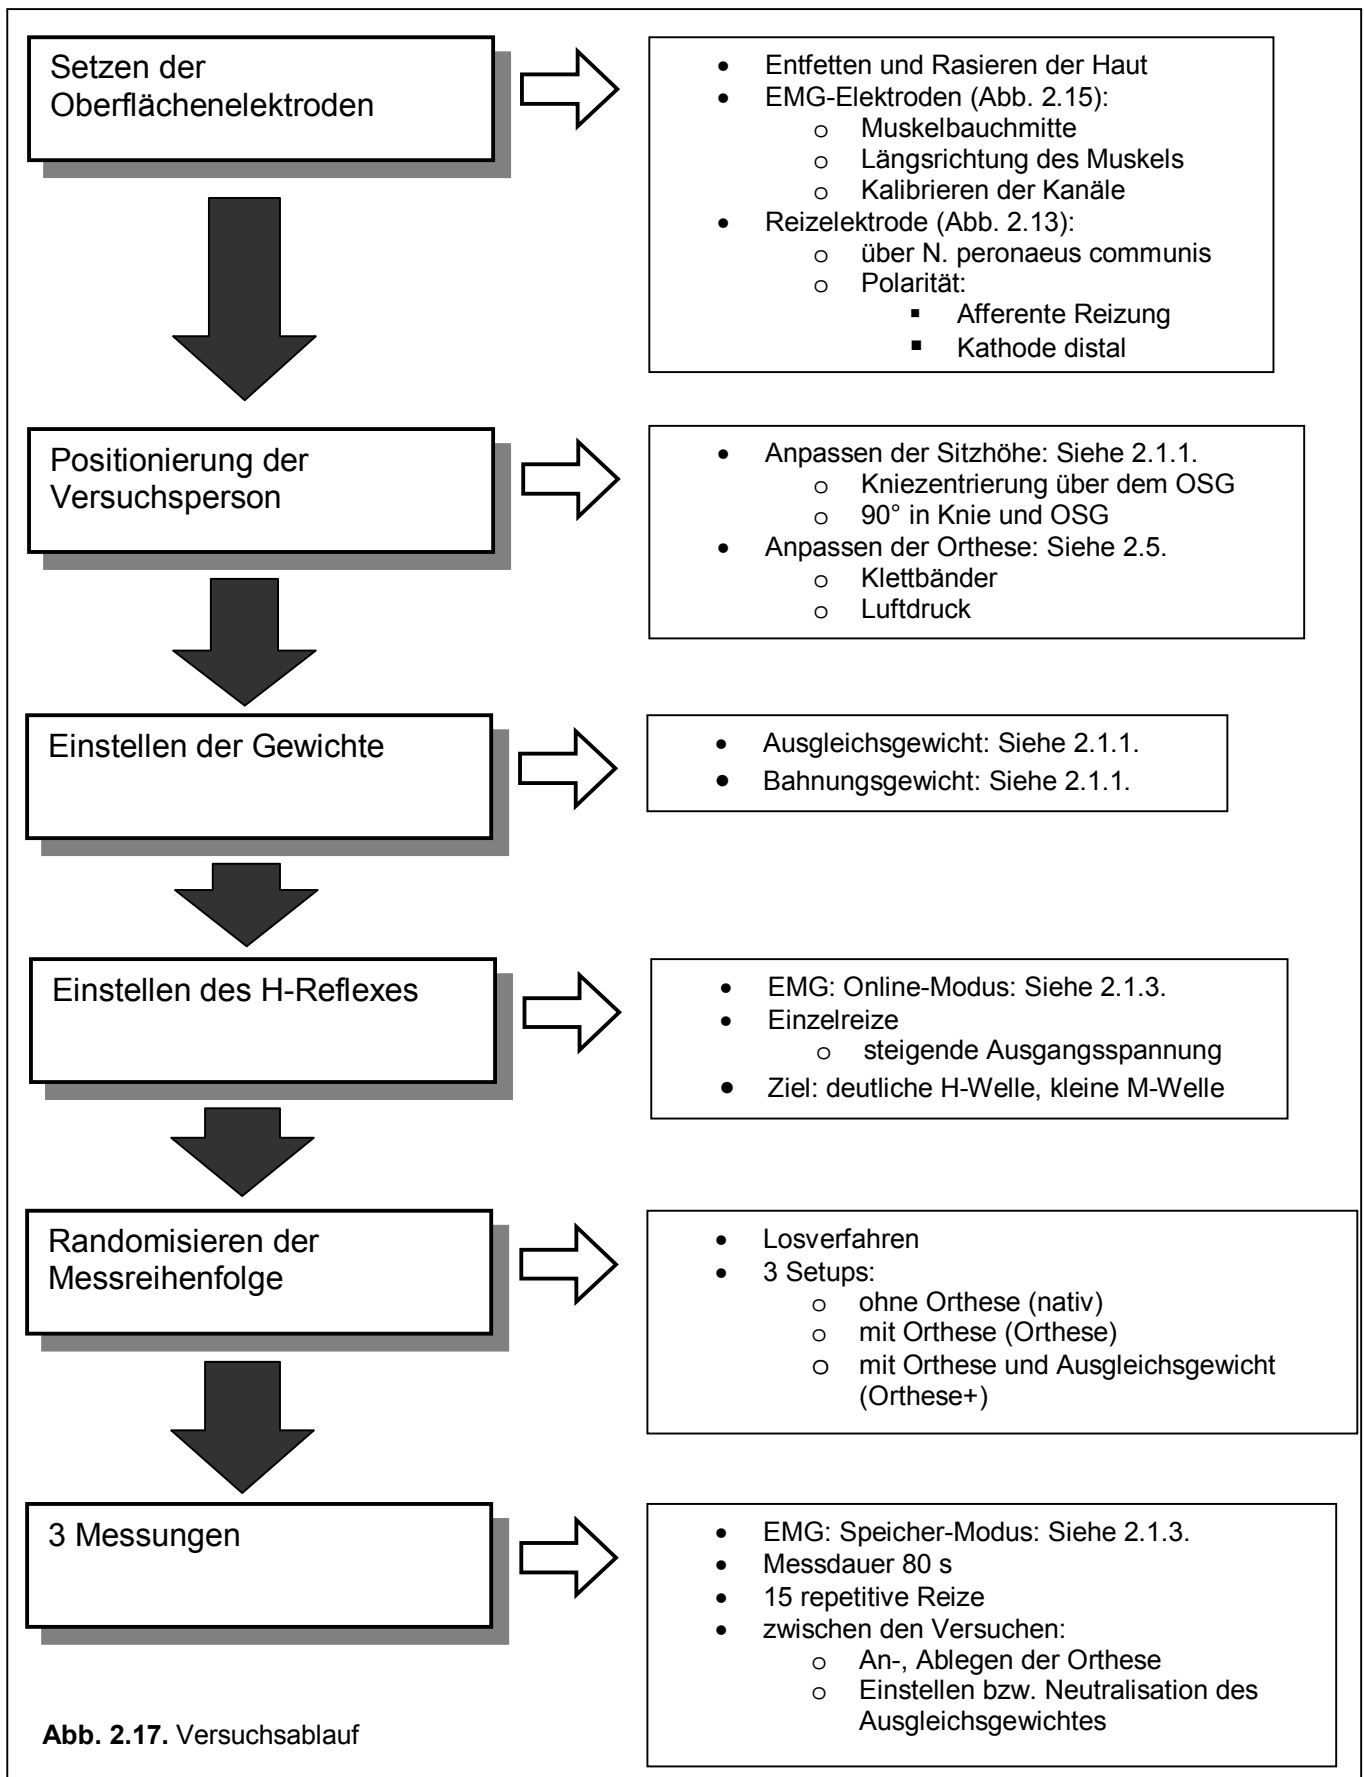 Setzen der
Oberflächenelektroden
• Entfetten und Rasieren der Haut
• EMG-Elektroden (Abb. 2.15):
o Muskelbauchmitte
o Längsrichtung des Muskels
o Kalibrieren der Kanäle
• Reizelektrode (Abb. 2.13):
o über N. peronaeus communis
o Polarität:
▪ Afferente Reizung
▪ Kathode distal
Positionierung der
Versuchsperson
• Anpassen der Sitzhöhe: Siehe 2.1.1.
o Kniezentrierung über dem OSG
o 90° in Knie und OSG
• Anpassen der Orthese: Siehe 2.5.
o Klettbänder
o Luftdruck
Einstellen der Gewichte
• Ausgleichsgewicht: Siehe 2.1.1.
• Bahnungsgewicht: Siehe 2.1.1.
Einstellen des H-Reflexes
• EMG: Online-Modus: Siehe 2.1.3.
• Einzelreize
o steigende Ausgangsspannung
• Ziel: deutliche H-Welle, kleine M-Welle
Randomisieren der
Messreihenfolge
• Losverfahren
• 3 Setups:
o ohne Orthese (nativ)
o mit Orthese (Orthese)
o mit Orthese und Ausgleichsgewicht
(Orthese+)
3 Messungen
• EMG: Speicher-Modus: Siehe 2.1.3.
• Messdauer 80 s
• 15 repetitive Reize
• zwischen den Versuchen:
o An-, Ablegen der Orthese
o Einstellen bzw. Neutralisation des
Ausgleichsgewichtes
Abb. 2.17. Versuchsablauf